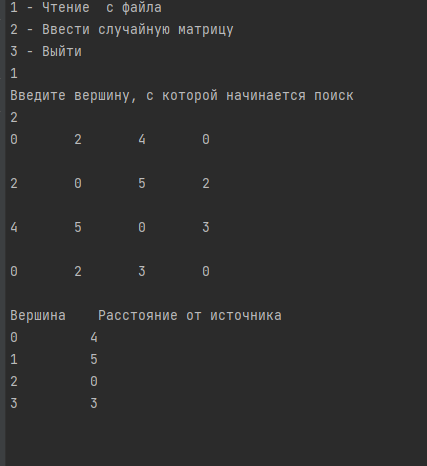 1 - Чтение  с файла
2 - Ввести случайную матрицу
3 - Выйти
1
Введите вершину, с которой начинается поиск
2
0       2       4       0
2       0       5       2
4       5       0       3
0       2       3       0
Вершина    Расстояние от источника
0         4
1         5
2         0
3         3